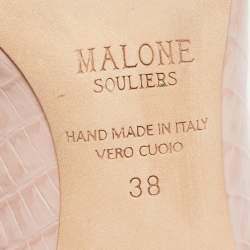 MALONE
SOULIERS
HAND MADE IN ITALY
VERO CUOIO
38